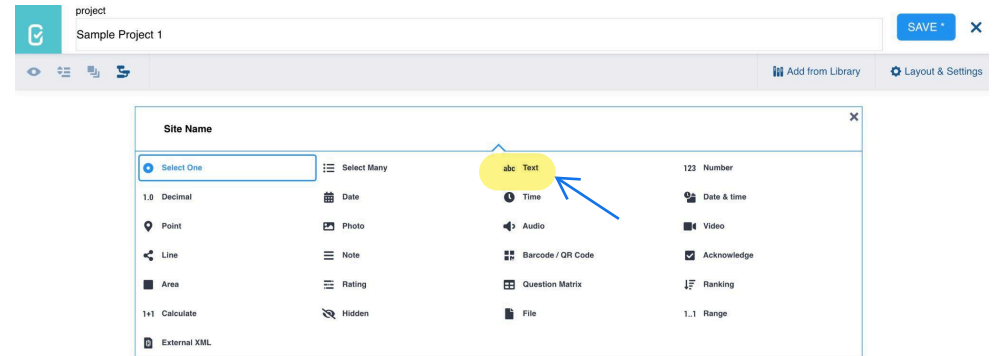 project
Sample Project 1
SAVE *
Add from Library
Layout & Settings
Site Name
Select One
Select Many
abc Text
123 Number
1.0 Decimal
Date
Time
Date & time
Point
Photo
Audio
Video
Line
Note
Barcode / QR Code
Acknowledge
Area
Rating
Question Matrix
Ranking
1+1 Calculate
Hidden
File
1..1 Range
External XML